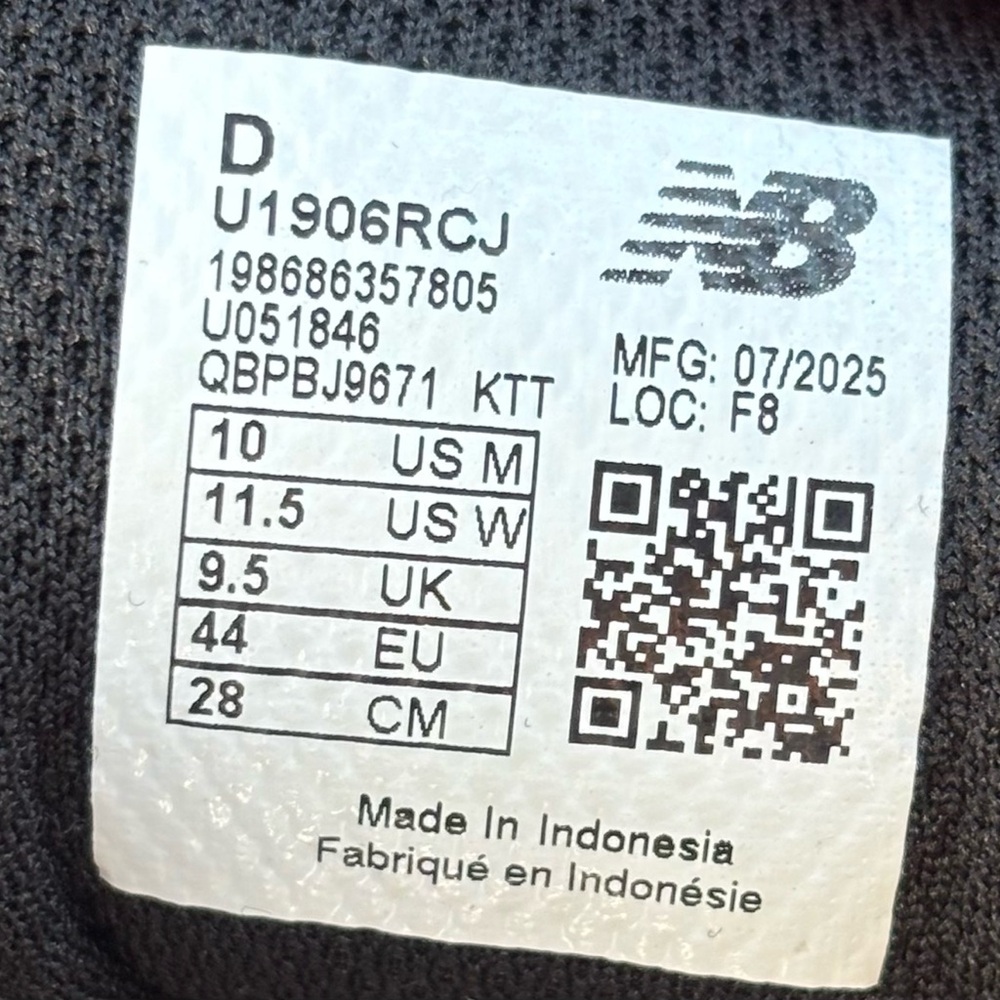 D
U1906RCJ
198686357805
U051846
QBPBJ9671 KTT
NB
MFG: 07/2025
LOC: F8
10 US M
11.5 US W
9.5 UK
44 EU
28 CM
Made In Indonesia
Fabriqué en Indonésie